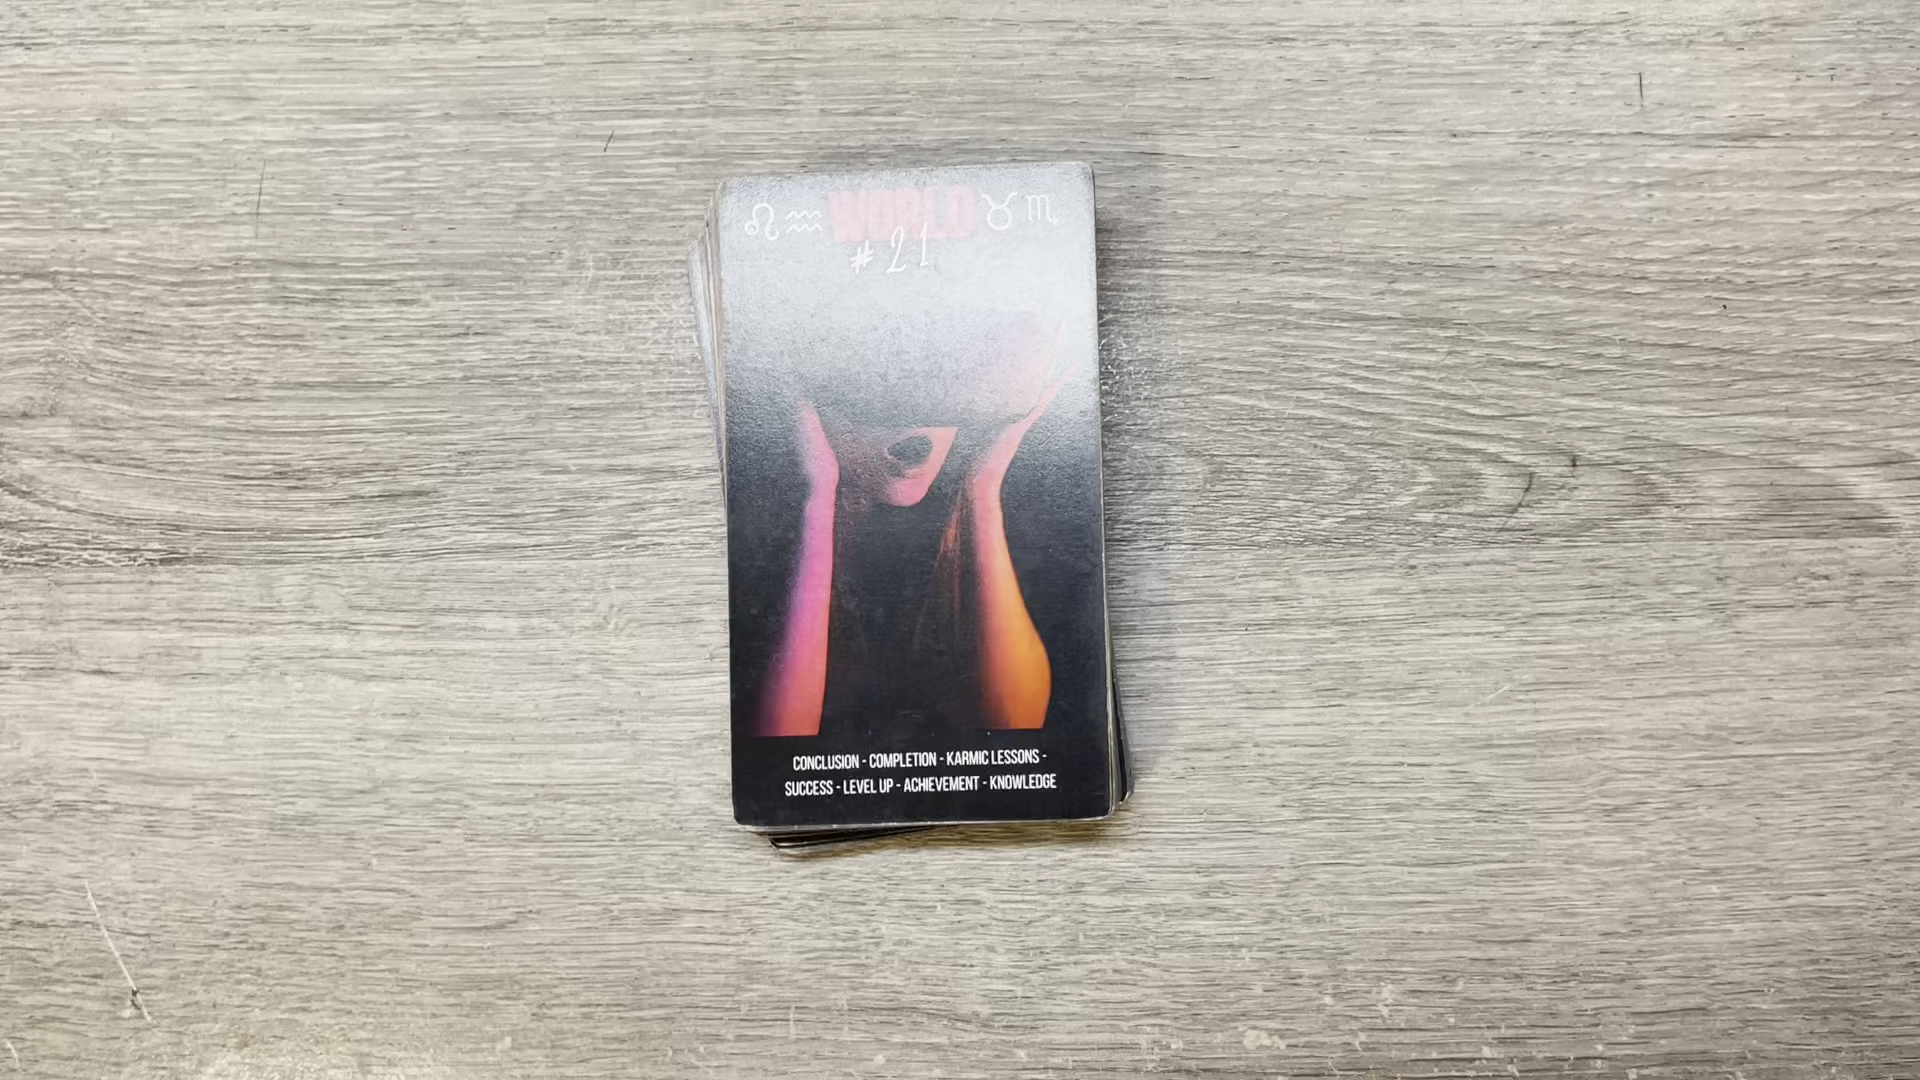 ♌ ♒ WORLD ♉ ♏
# 21
CONCLUSION - COMPLETION - KARMIC LESSONS -
SUCCESS - LEVEL UP - ACHIEVEMENT - KNOWLEDGE